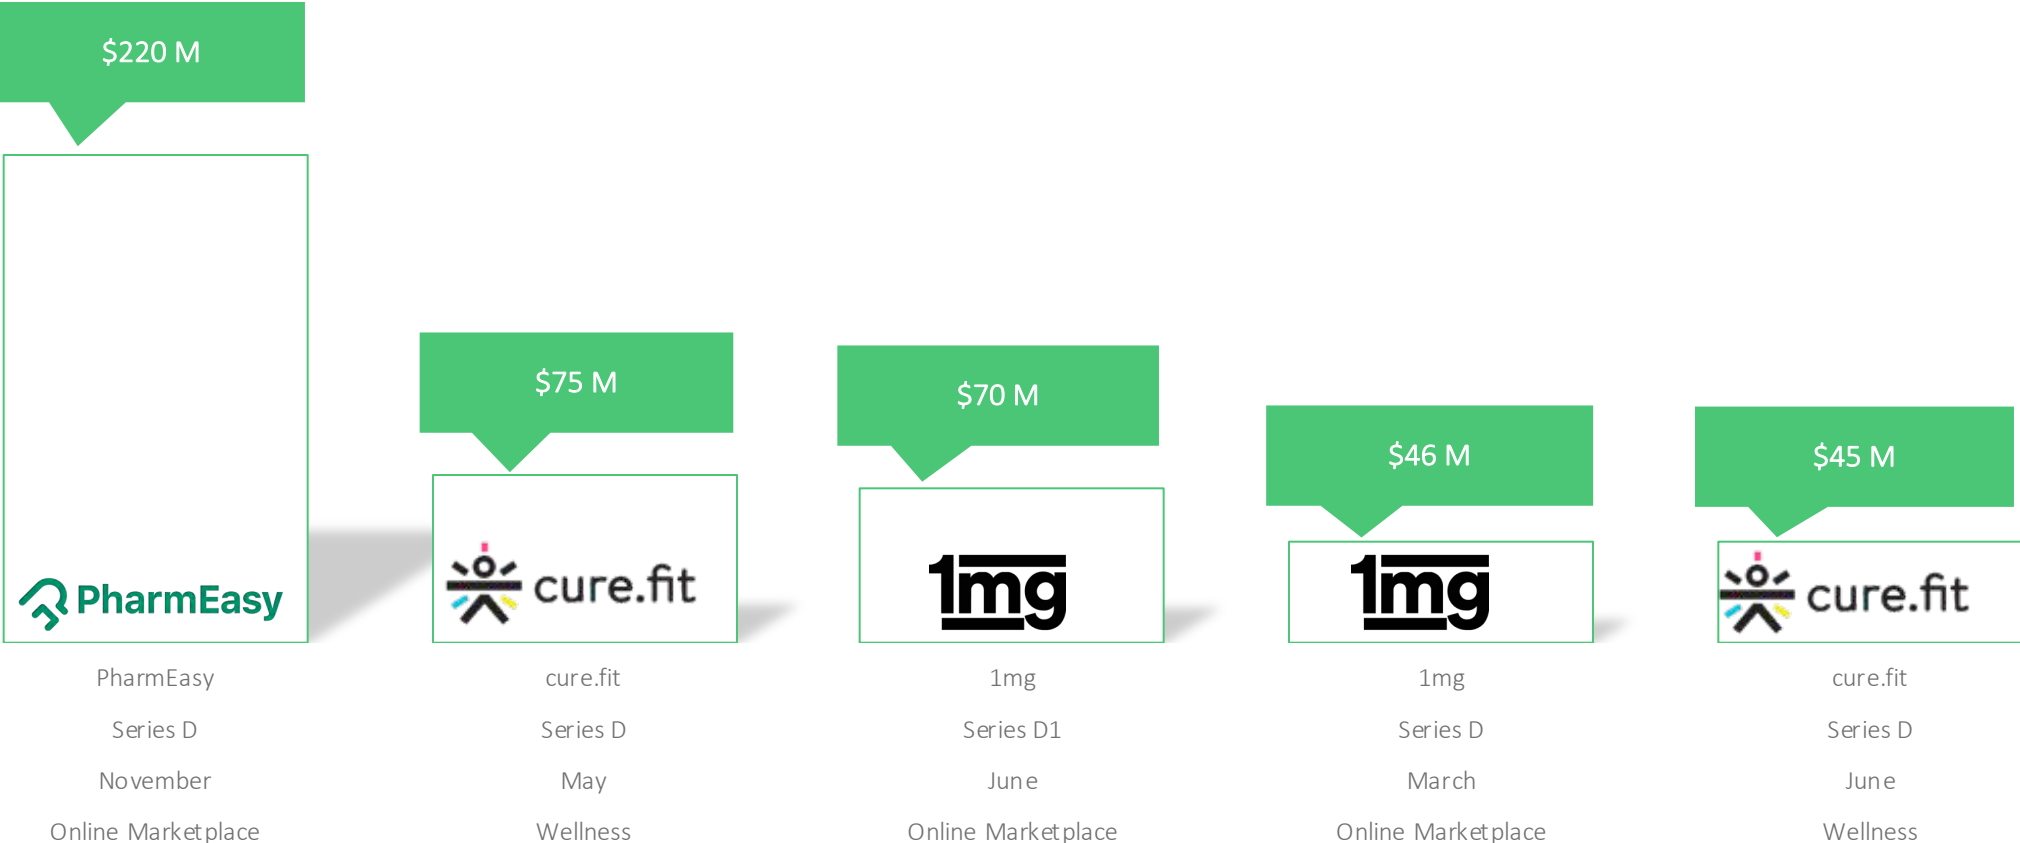 $220 M
$75 M
$70 M
$46 M
$45 M
PharmEasy
cure.fit
1mg
1mg
cure.fit
PharmEasy cure.fit 1mg 1mg cure.fit
Series D Series D Series D1 Series D Series D
November May June March June
Online Marketplace Wellness Online Marketplace Online Marketplace Wellness